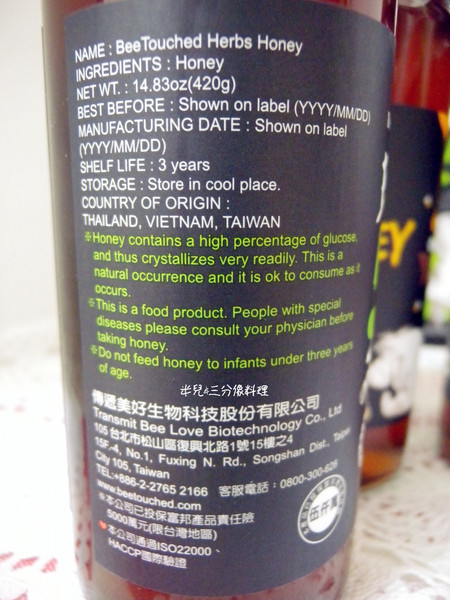 NAME : BeeTouched Herbs Honey
INGREDIENTS : Honey
NET WT. : 14.83oz(420g)
BEST BEFORE : Shown on label (YYYY/MM/DD)
MANUFACTURING DATE : Shown on label
(YYYY/MM/DD)
SHELF LIFE : 3 years
STORAGE : Store in cool place.
COUNTRY OF ORIGIN :
THAILAND, VIETNAM, TAIWAN
※Honey contains a high percentage of glucose,
and thus crystallizes very readily. This is a
natural occurrence and it is ok to consume as it
occurs.
※This is a food product. People with special
diseases please consult your physician before
taking honey.
※Do not feed honey to infants under three years
of age.
半兒&三分像料理
傳遞美好生物科技股份有限公司
Transmit Bee Love Biotechnology Co., Ltd
105 台北市松山區復興北路1號15樓之4
15F.-4, No.1, Fuxing N. Rd., Songshan Dist., Taipei
City 105, Taiwan
TEL:+886-2-2765 2166 客服電話：0800-300-626
www.beetouched.com
※本公司已投保富邦產品責任險
5000萬元(限台灣地區)
本公司通過ISO22000、
HACCP國際驗證